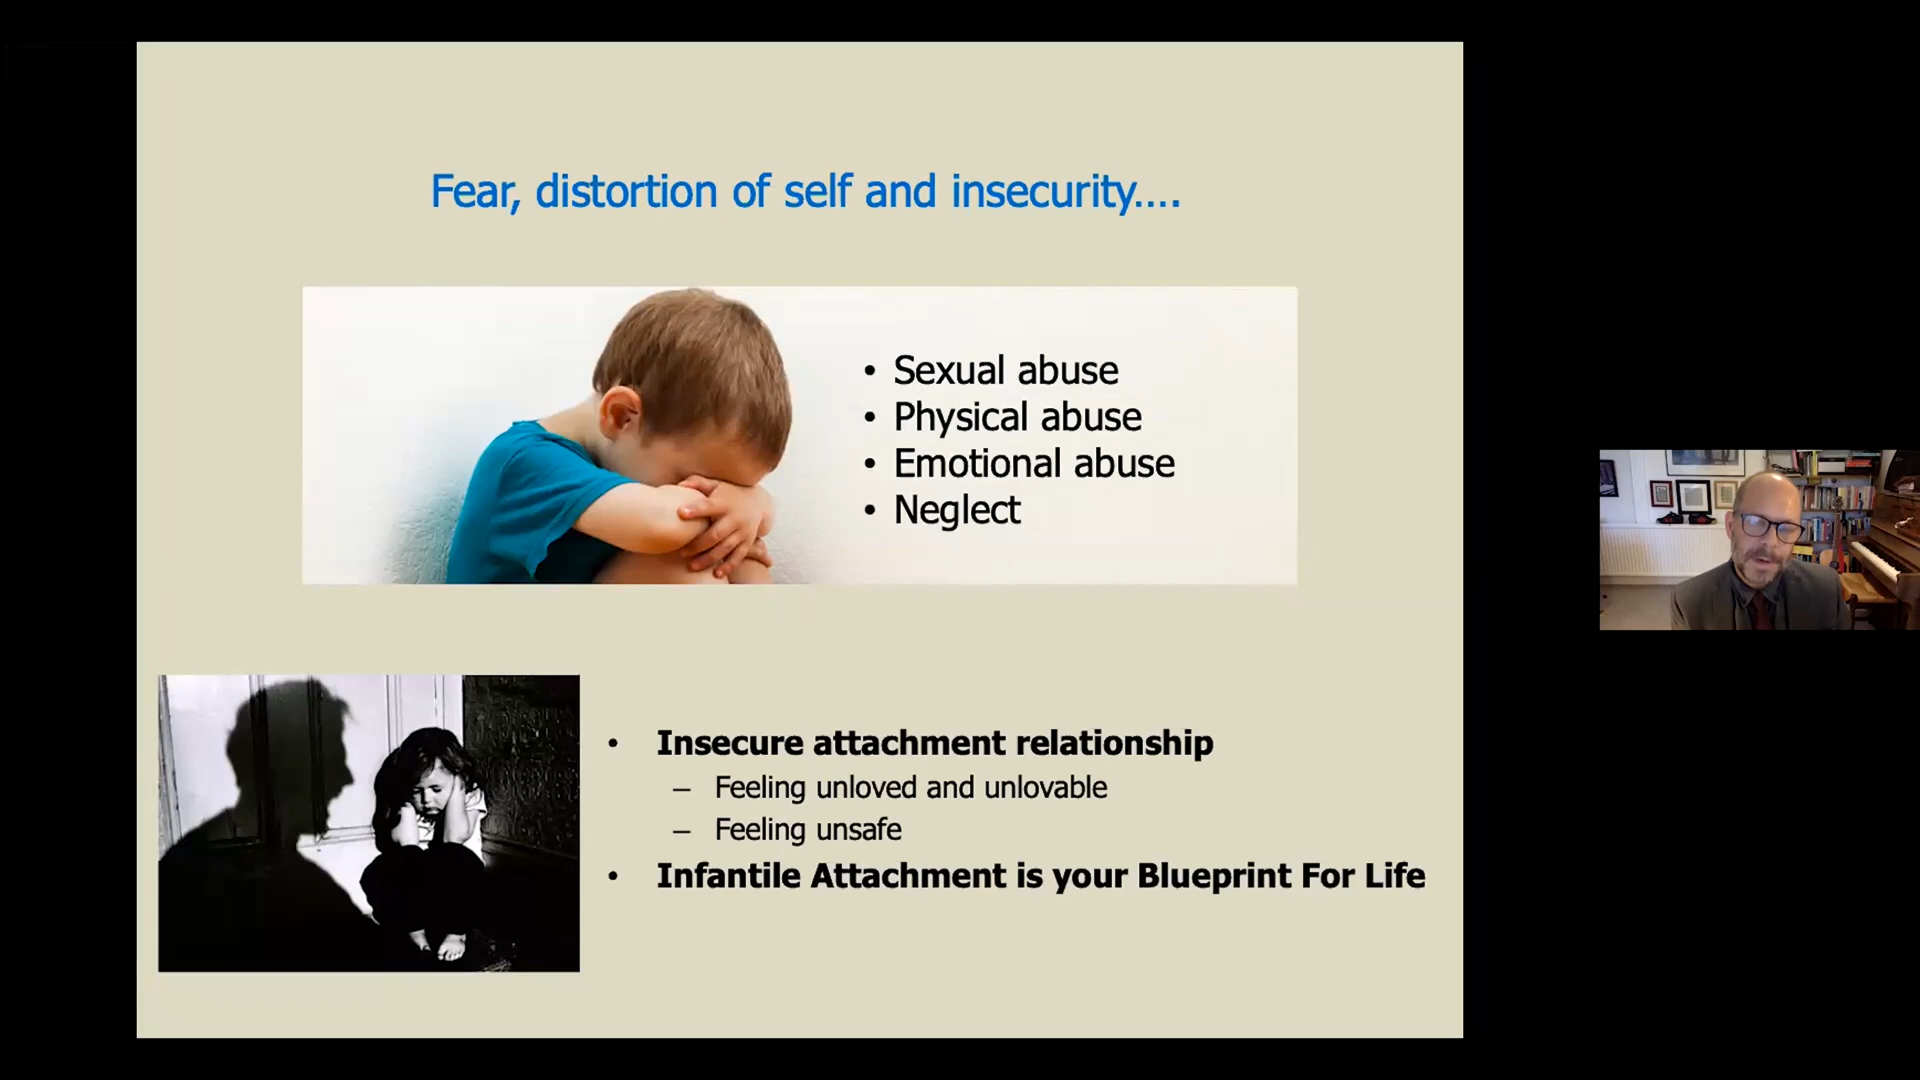 Fear, distortion of self and insecurity....
• Sexual abuse
• Physical abuse
• Emotional abuse
• Neglect
• Insecure attachment relationship
– Feeling unloved and unlovable
– Feeling unsafe
• Infantile Attachment is your Blueprint For Life